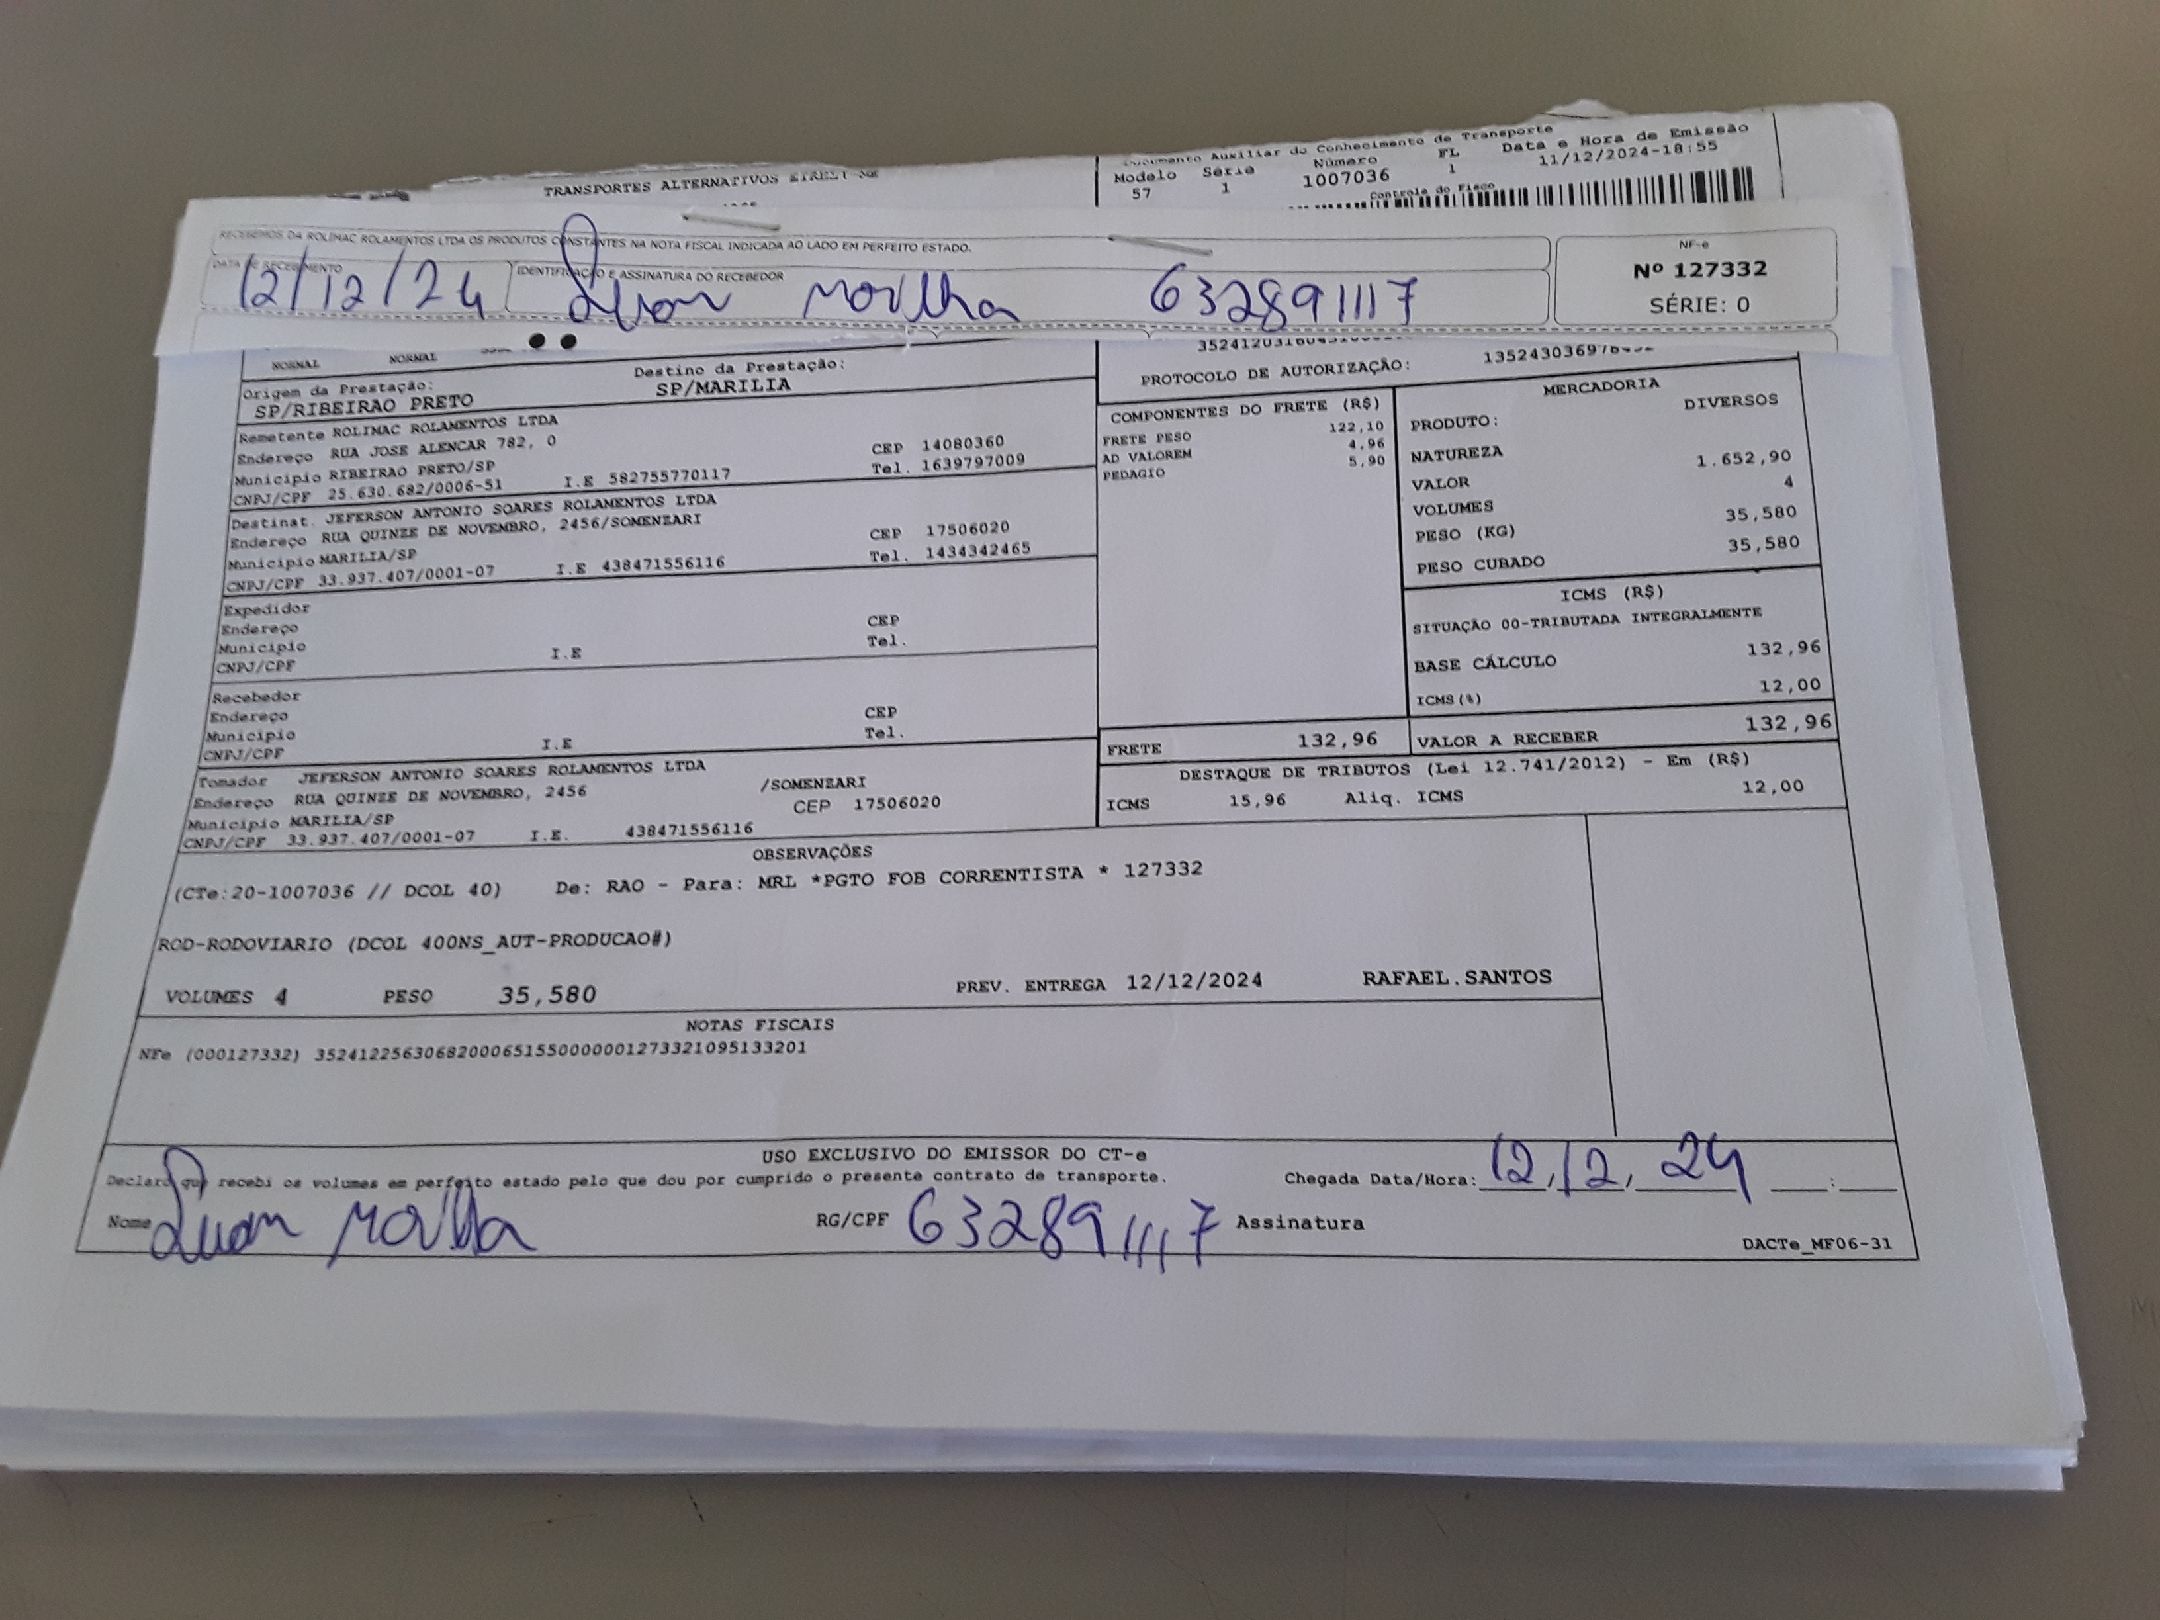 TRANSPORTES ALTERNATIVOS EIRELI-ME
Documento Auxiliar do Conhecimento de Transporte
Modelo Série Número FL Data e Hora de Emissão
57 1 1007036 1 11/12/2024-18:55
Controle do Fisco
RECEBEMOS DA ROLIMAC ROLAMENTOS LTDA OS PRODUTOS CONSTANTES NA NOTA FISCAL INDICADA AO LADO EM PERFEITO ESTADO.
DATA DE RECEBIMENTO
12/12/24
IDENTIFICAÇÃO E ASSINATURA DO RECEBEDOR
632891117
NF-e
Nº 127332
SÉRIE: 0
NORMAL NORMAL
Origem da Prestação: Destino da Prestação:
SP/RIBEIRAO PRETO SP/MARILIA
PROTOCOLO DE AUTORIZAÇÃO:
Remetente ROLIMAC ROLAMENTOS LTDA
Endereço RUA JOSE ALENCAR 782, 0 CEP 14080360
Municipio RIBEIRAO PRETO/SP Tel. 1639797009
CNPJ/CPF 25.630.682/0006-51 I.E 582755770117
Destinat. JEFERSON ANTONIO SOARES ROLAMENTOS LTDA
Endereço RUA QUINZE DE NOVEMBRO, 2456/SOMENZARI CEP 17506020
Municipio MARILIA/SP Tel. 1434342465
CNPJ/CPF 33.937.407/0001-07 I.E 438471556116
Expedidor
Endereço CEP
Municipio Tel.
CNPJ/CPF I.E
Recebedor
Endereço CEP
Municipio Tel.
CNPJ/CPF I.E
Tomador JEFERSON ANTONIO SOARES ROLAMENTOS LTDA
Endereço RUA QUINZE DE NOVEMBRO, 2456 /SOMENZARI
Municipio MARILIA/SP CEP 17506020
CNPJ/CPF 33.937.407/0001-07 I.E. 438471556116
COMPONENTES DO FRETE (R$)
FRETE PESO 122,10
AD VALOREM 4,96
PEDAGIO 5,90
MERCADORIA
PRODUTO: DIVERSOS
NATUREZA
VALOR 1.652,90
VOLUMES 4
PESO (KG) 35,580
PESO CUBADO 35,580
ICMS (R$)
SITUAÇÃO 00-TRIBUTADA INTEGRALMENTE
BASE CÁLCULO 132,96
ICMS(%) 12,00
FRETE 132,96 VALOR A RECEBER 132,96
DESTAQUE DE TRIBUTOS (Lei 12.741/2012) - Em (R$)
ICMS 15,96 Aliq. ICMS 12,00
OBSERVAÇÕES
(CTe:20-1007036 // DCOL 40) De: RAO - Para: MRL *PGTO FOB CORRENTISTA * 127332
ROD-RODOVIARIO (DCOL 400NS_AUT-PRODUCAO#)
VOLUMES 4 PESO 35,580 PREV. ENTREGA 12/12/2024 RAFAEL.SANTOS
NOTAS FISCAIS
NFe (000127332) 35241225630682000651550000001273321095133201
USO EXCLUSIVO DO EMISSOR DO CT-e
Declaro que recebi os volumes em perfeito estado pelo que dou por cumprido o presente contrato de transporte. Chegada Data/Hora: 12/12/24
Nome RG/CPF 632891117 Assinatura
DACTe_MF06-31